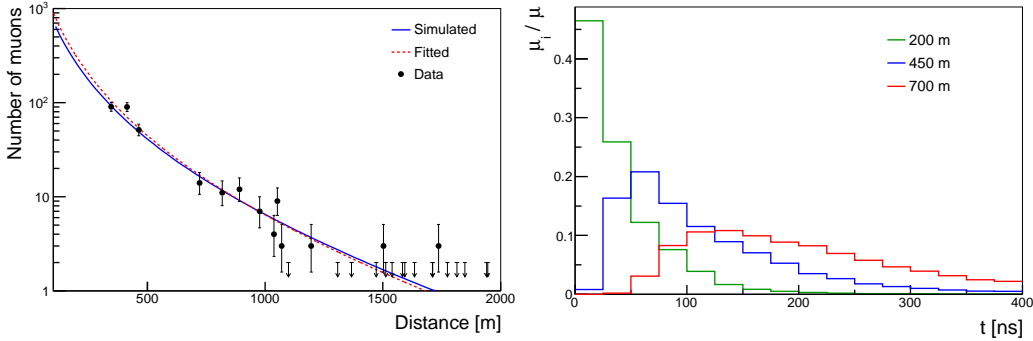 Number of muons
10³
10²
10
1
500
1000
1500
2000
Distance [m]
Simulated
Fitted
Data
μ_i / μ
0.4
0.3
0.2
0.1
0
0
100
200
300
400
t [ns]
200 m
450 m
700 m